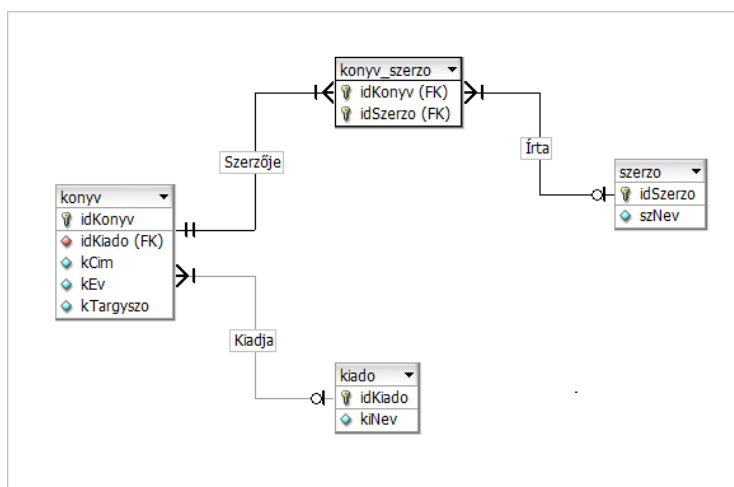 konyv_szerzo
idKonyv (FK)
idSzerzo (FK)
Szerzője
Írta
szerzo
idSzerzo
szNev
konyv
idKonyv
idKiado (FK)
kCim
kEv
kTargyszo
Kiadja
kiado
idKiado
kiNev